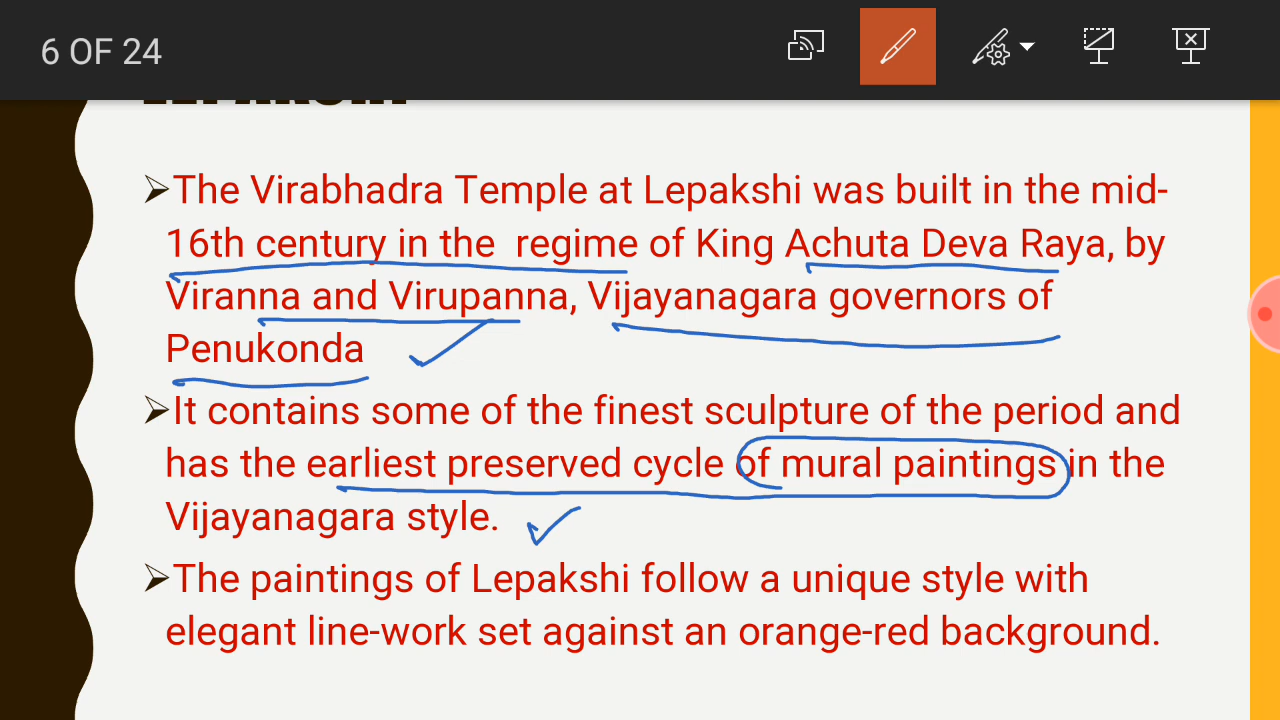 6 OF 24
LEPAKSHI
➢The Virabhadra Temple at Lepakshi was built in the mid-
16th century in the regime of King Achuta Deva Raya, by
Viranna and Virupanna, Vijayanagara governors of
Penukonda
➢It contains some of the finest sculpture of the period and
has the earliest preserved cycle of mural paintings in the
Vijayanagara style.
➢The paintings of Lepakshi follow a unique style with
elegant line-work set against an orange-red background.